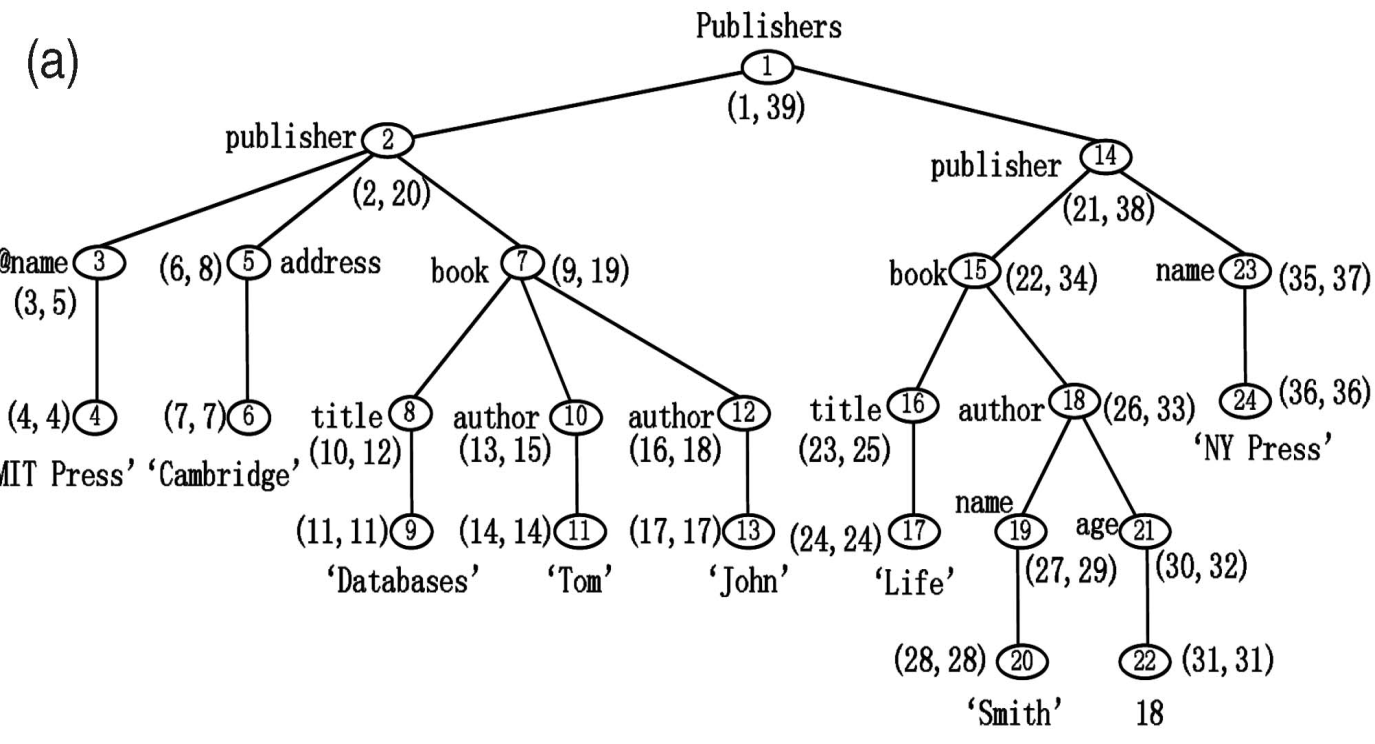 (a)
Publishers
1
(1, 39)
publisher 2
(2, 20)
publisher
14
(21, 38)
@name 3
(3, 5)
(6, 8) 5 address
book 7 (9, 19)
book 15 (22, 34)
name 23 (35, 37)
(4, 4) 4
MIT Press’
(7, 7) 6
‘Cambridge’
title 8
(10, 12)
author 10
(13, 15)
author 12
(16, 18)
title 16
(23, 25)
author 18 (26, 33)
24 (36, 36)
‘NY Press’
(11, 11) 9
‘Databases’
(14, 14) 11
‘Tom’
(17, 17) 13
‘John’
(24, 24) 17
‘Life’
name
19
(27, 29)
age 21
(30, 32)
(28, 28) 20
‘Smith’
22 (31, 31)
18